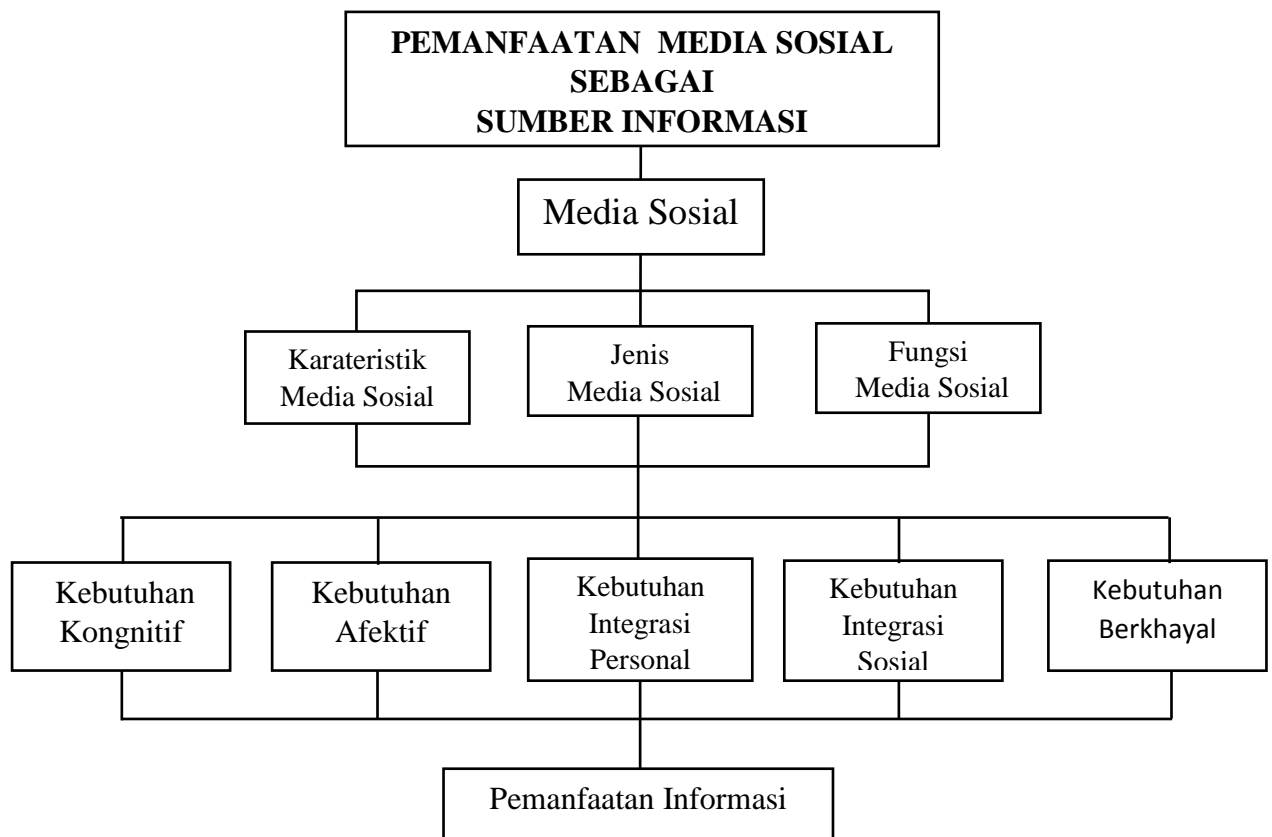 PEMANFAATAN MEDIA SOSIAL
SEBAGAI
SUMBER INFORMASI
Media Sosial
Karateristik
Media Sosial
Jenis
Media Sosial
Fungsi
Media Sosial
Kebutuhan
Kongnitif
Kebutuhan
Afektif
Kebutuhan
Integrasi
Personal
Kebutuhan
Integrasi
Sosial
Kebutuhan
Berkhayal
Pemanfaatan Informasi